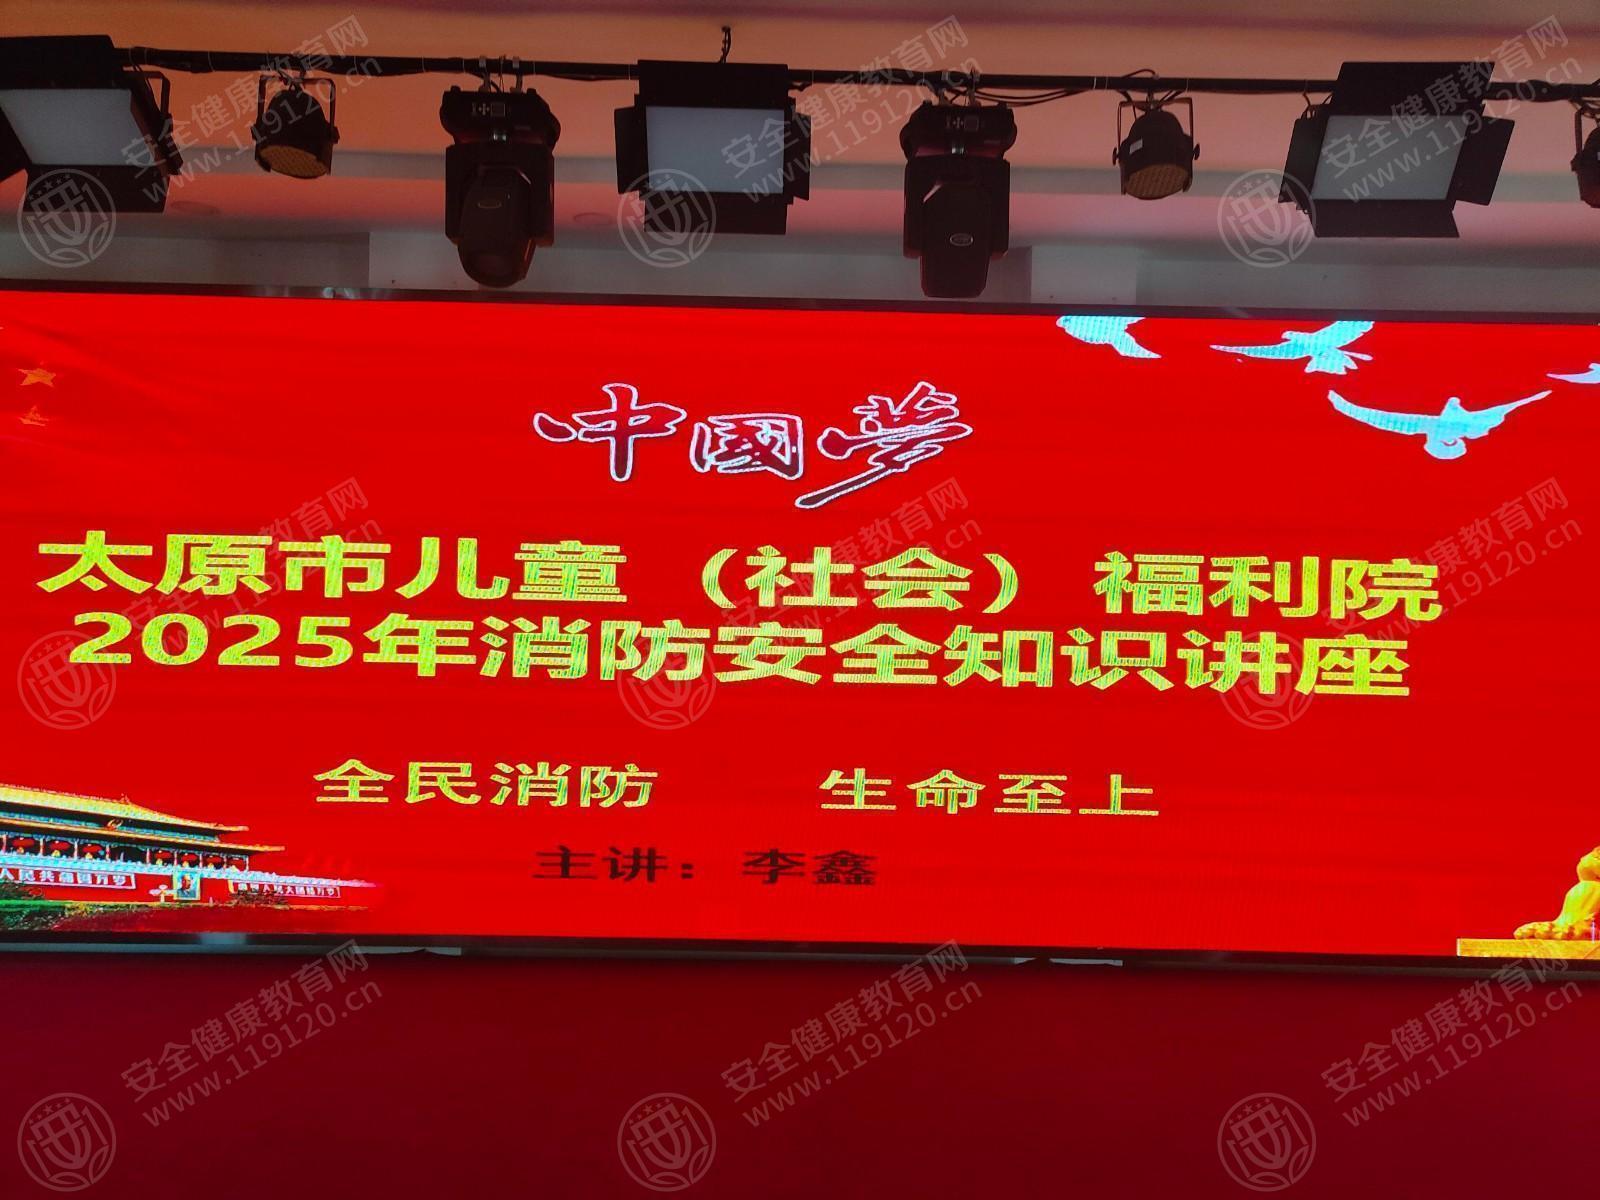 中国梦
太原市儿童（社会）福利院
2025年消防安全知识讲座
全民消防 生命至上
主讲：李鑫
安全健康教育网
www.119120.cn